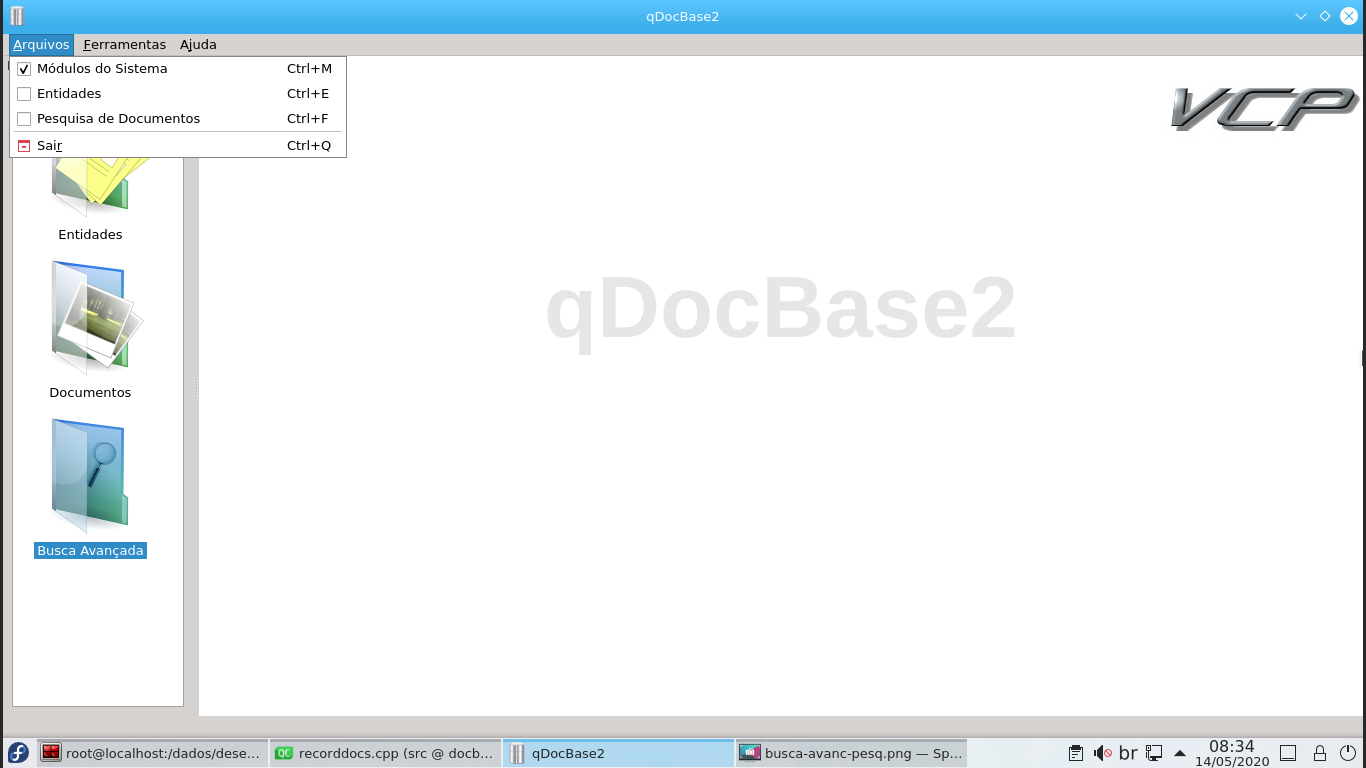 qDocBase2
Arquivos Ferramentas Ajuda
Módulos do Sistema Ctrl+M
Entidades Ctrl+E
Pesquisa de Documentos Ctrl+F
Sair Ctrl+Q
VCP
Entidades
qDocBase2
Documentos
Busca Avançada
root@localhost:/dados/dese...
QC recorddocs.cpp (src @ docb...
qDocBase2
busca-avanc-pesq.png — Sp...
br
08:34
14/05/2020